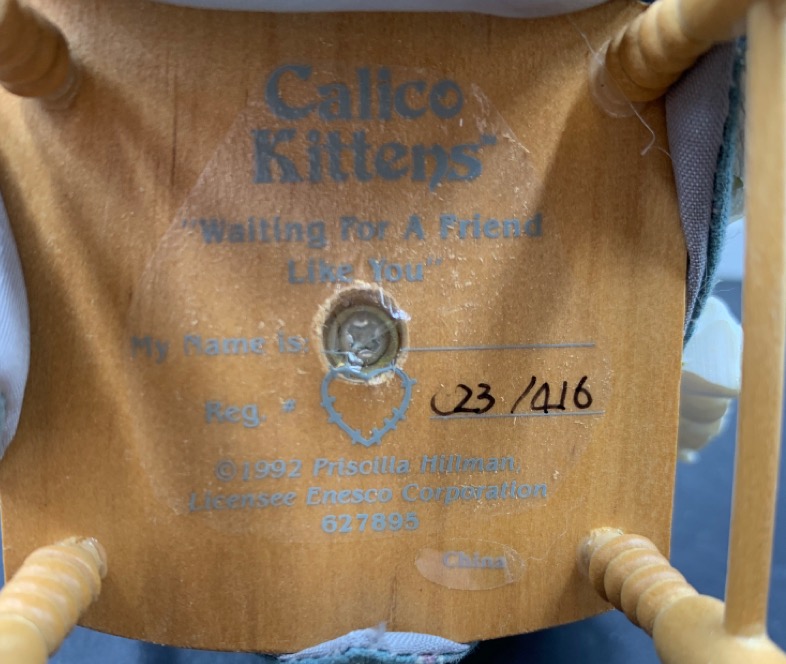 Calico
Kittens™
"Waiting For A Friend
Like You"
My Name is:
Reg. # 023/416
©1992 Priscilla Hillman,
Licensee Enesco Corporation
627895
China